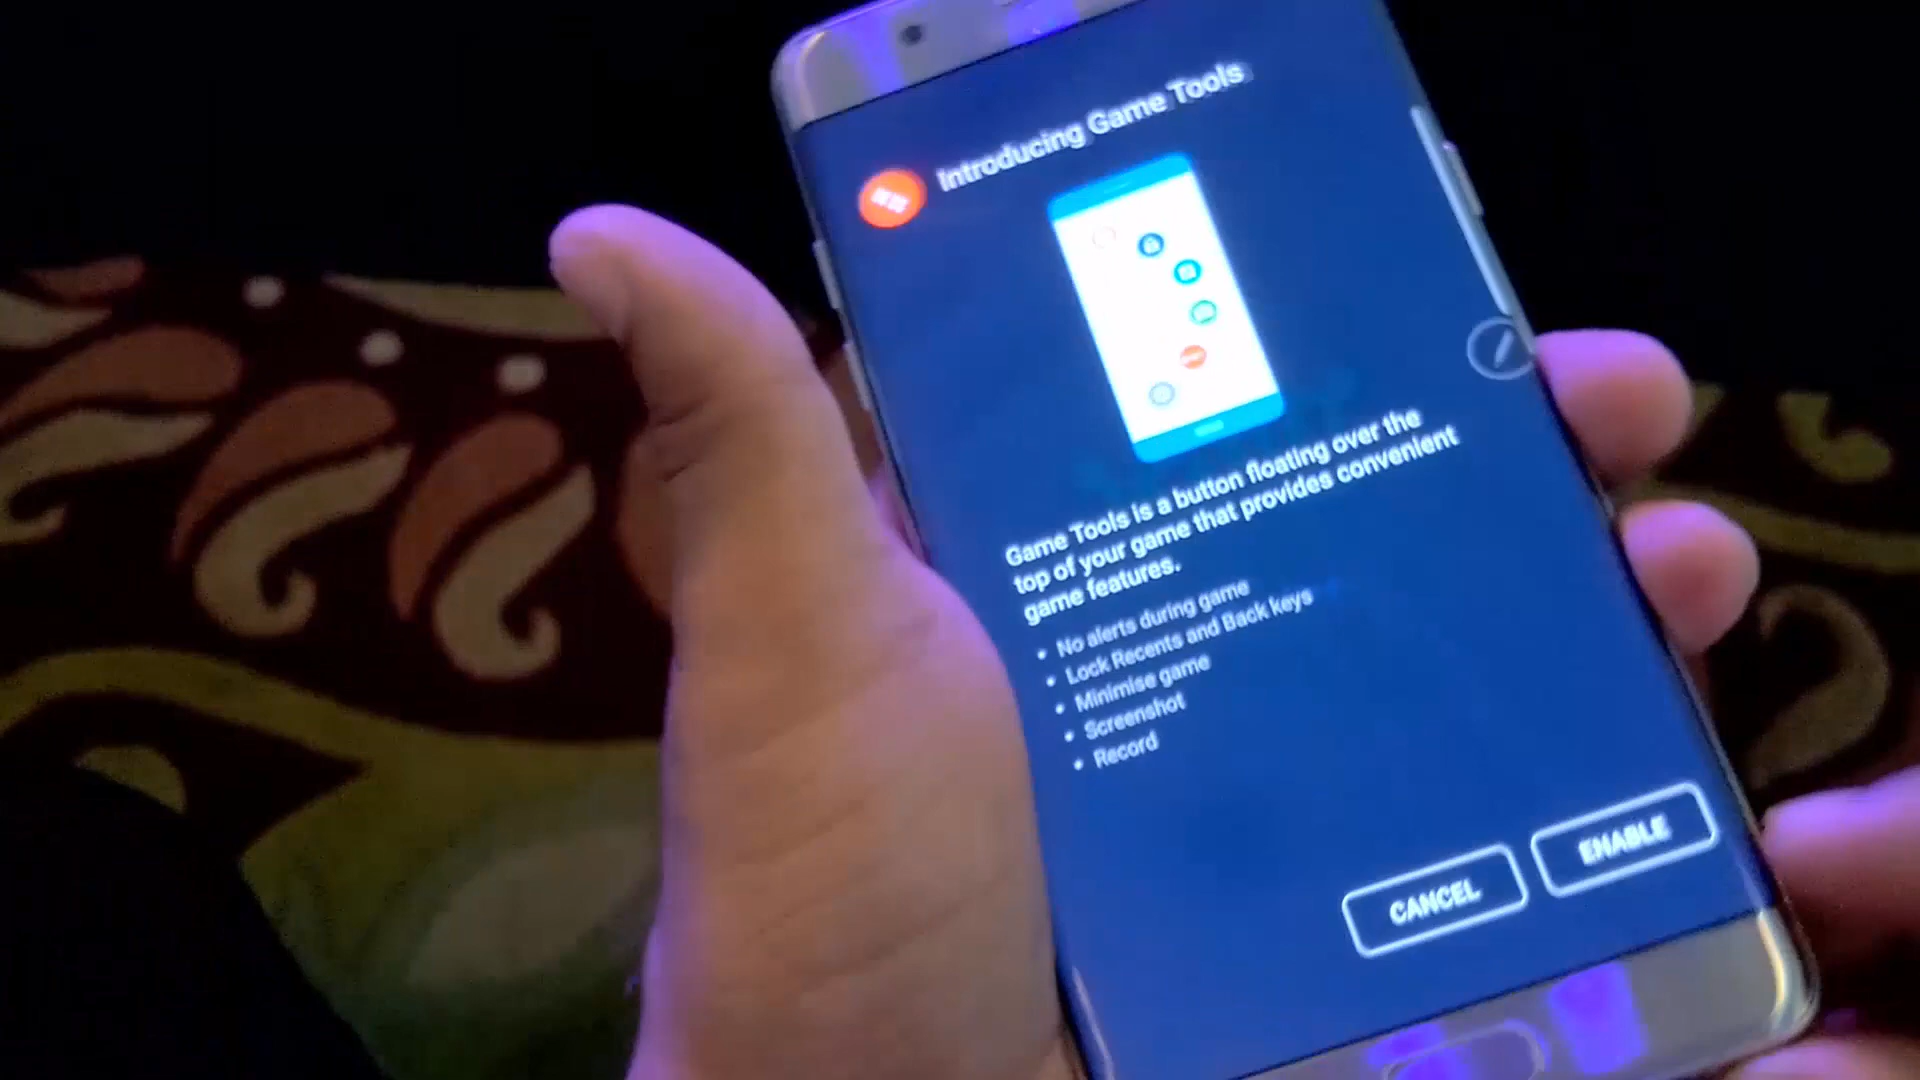 Introducing Game Tools
Game Tools is a button floating over the
top of your game that provides convenient
game features.
• No alerts during game
• Lock Recents and Back keys
• Minimise game
• Screenshot
• Record
CANCEL
ENABLE